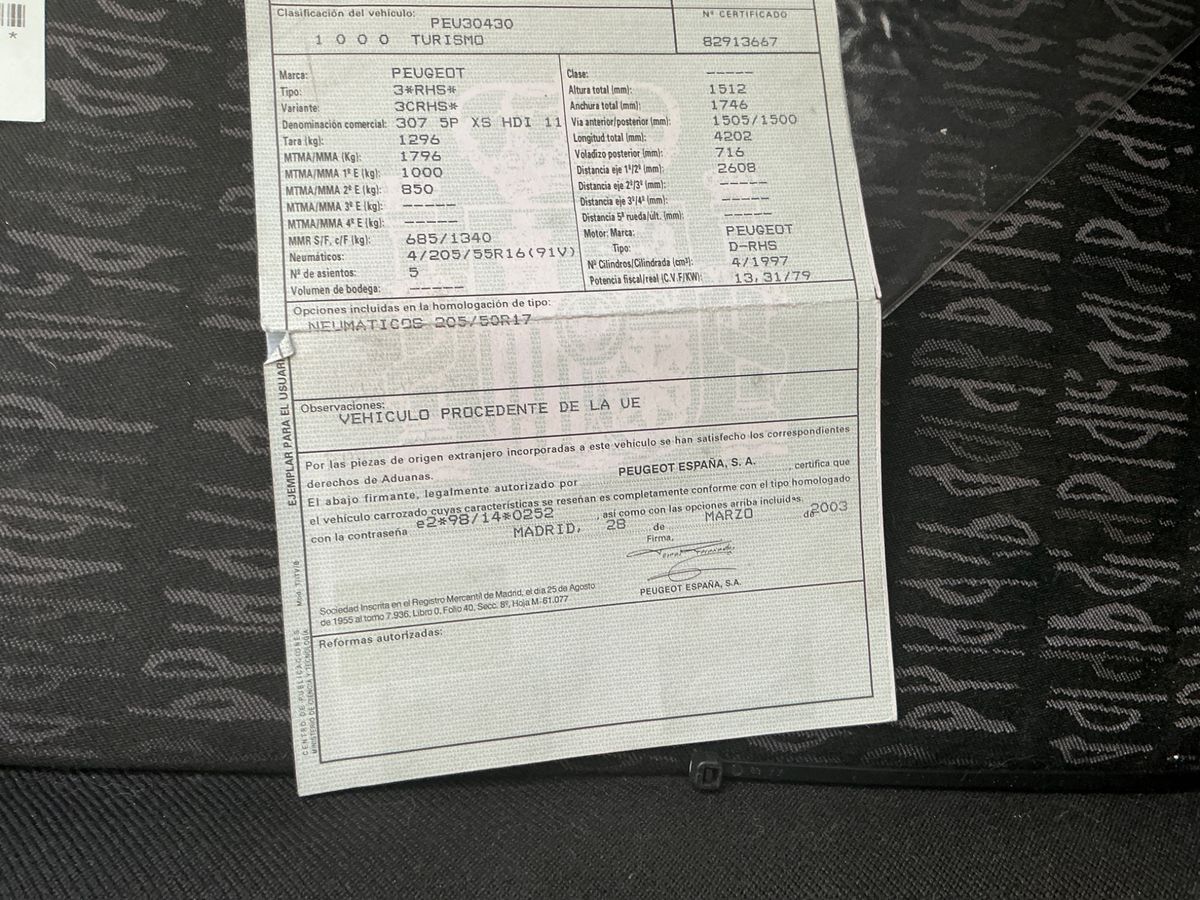 *
Clasificación del vehículo:
PEU30430
1 0 0 0 TURISMO
Nº CERTIFICADO
82913667
Marca: PEUGEOT
Tipo: 3*RHS*
Variante: 3CRHS*
Denominación comercial: 307 5P XS HDI 11
Tara (kg): 1296
MTMA/MMA (Kg): 1796
MTMA/MMA 1º E (kg): 1000
MTMA/MMA 2º E (kg): 850
MTMA/MMA 3º E (kg): -----
MTMA/MMA 4º E (kg): -----
MMR S/F, c/F (kg): 685/1340
Neumáticos: 4/205/55R16(91V)
Nº de asientos: 5
Volumen de bodega: -----
Clase: -----
Altura total (mm): 1512
Anchura total (mm): 1746
Via anterior/posterior (mm): 1505/1500
Longitud total (mm): 4202
Voladizo posterior (mm): 716
Distancia eje 1º/2º (mm): 2608
Distancia eje 2º/3º (mm): -----
Distancia eje 3º/4º (mm): -----
Distancia 5ª rueda/últ. (mm): -----
Motor: Marca: PEUGEOT
Tipo: D-RHS
Nº Cilindros/Cilindrada (cm³): 4/1997
Potencia fiscal/real (C.V.F/KW): 13,31/79
Opciones incluidas en la homologación de tipo:
NEUMATICOS 205/50R17
Observaciones:
VEHICULO PROCEDENTE DE LA UE
Por las piezas de origen extranjero incorporadas a este vehiculo se han satisfecho los correspondientes
derechos de Aduanas.
El abajo firmante, legalmente autorizado por PEUGEOT ESPAÑA, S. A. , certifica que
el vehículo carrozado cuyas características se reseñan es completamente conforme con el tipo homologado
con la contraseña e2*98/14*0252 , así como con las opciones arriba incluidas.
MADRID, 28 de MARZO de 2003
Firma,
PEUGEOT ESPAÑA, S.A.
Sociedad Inscrita en el Registro Mercantil de Madrid, el día 25 de Agosto
de 1955 al tomo 7.936, Libro 0, Folio 40, Secc. 8ª, Hoja M-61.077
Reformas autorizadas:
EJEMPLAR PARA EL USUAR
CENTRO DE PUBLICACIONES
MINISTERIO DE CIENCIA Y TECNOLOGÍA